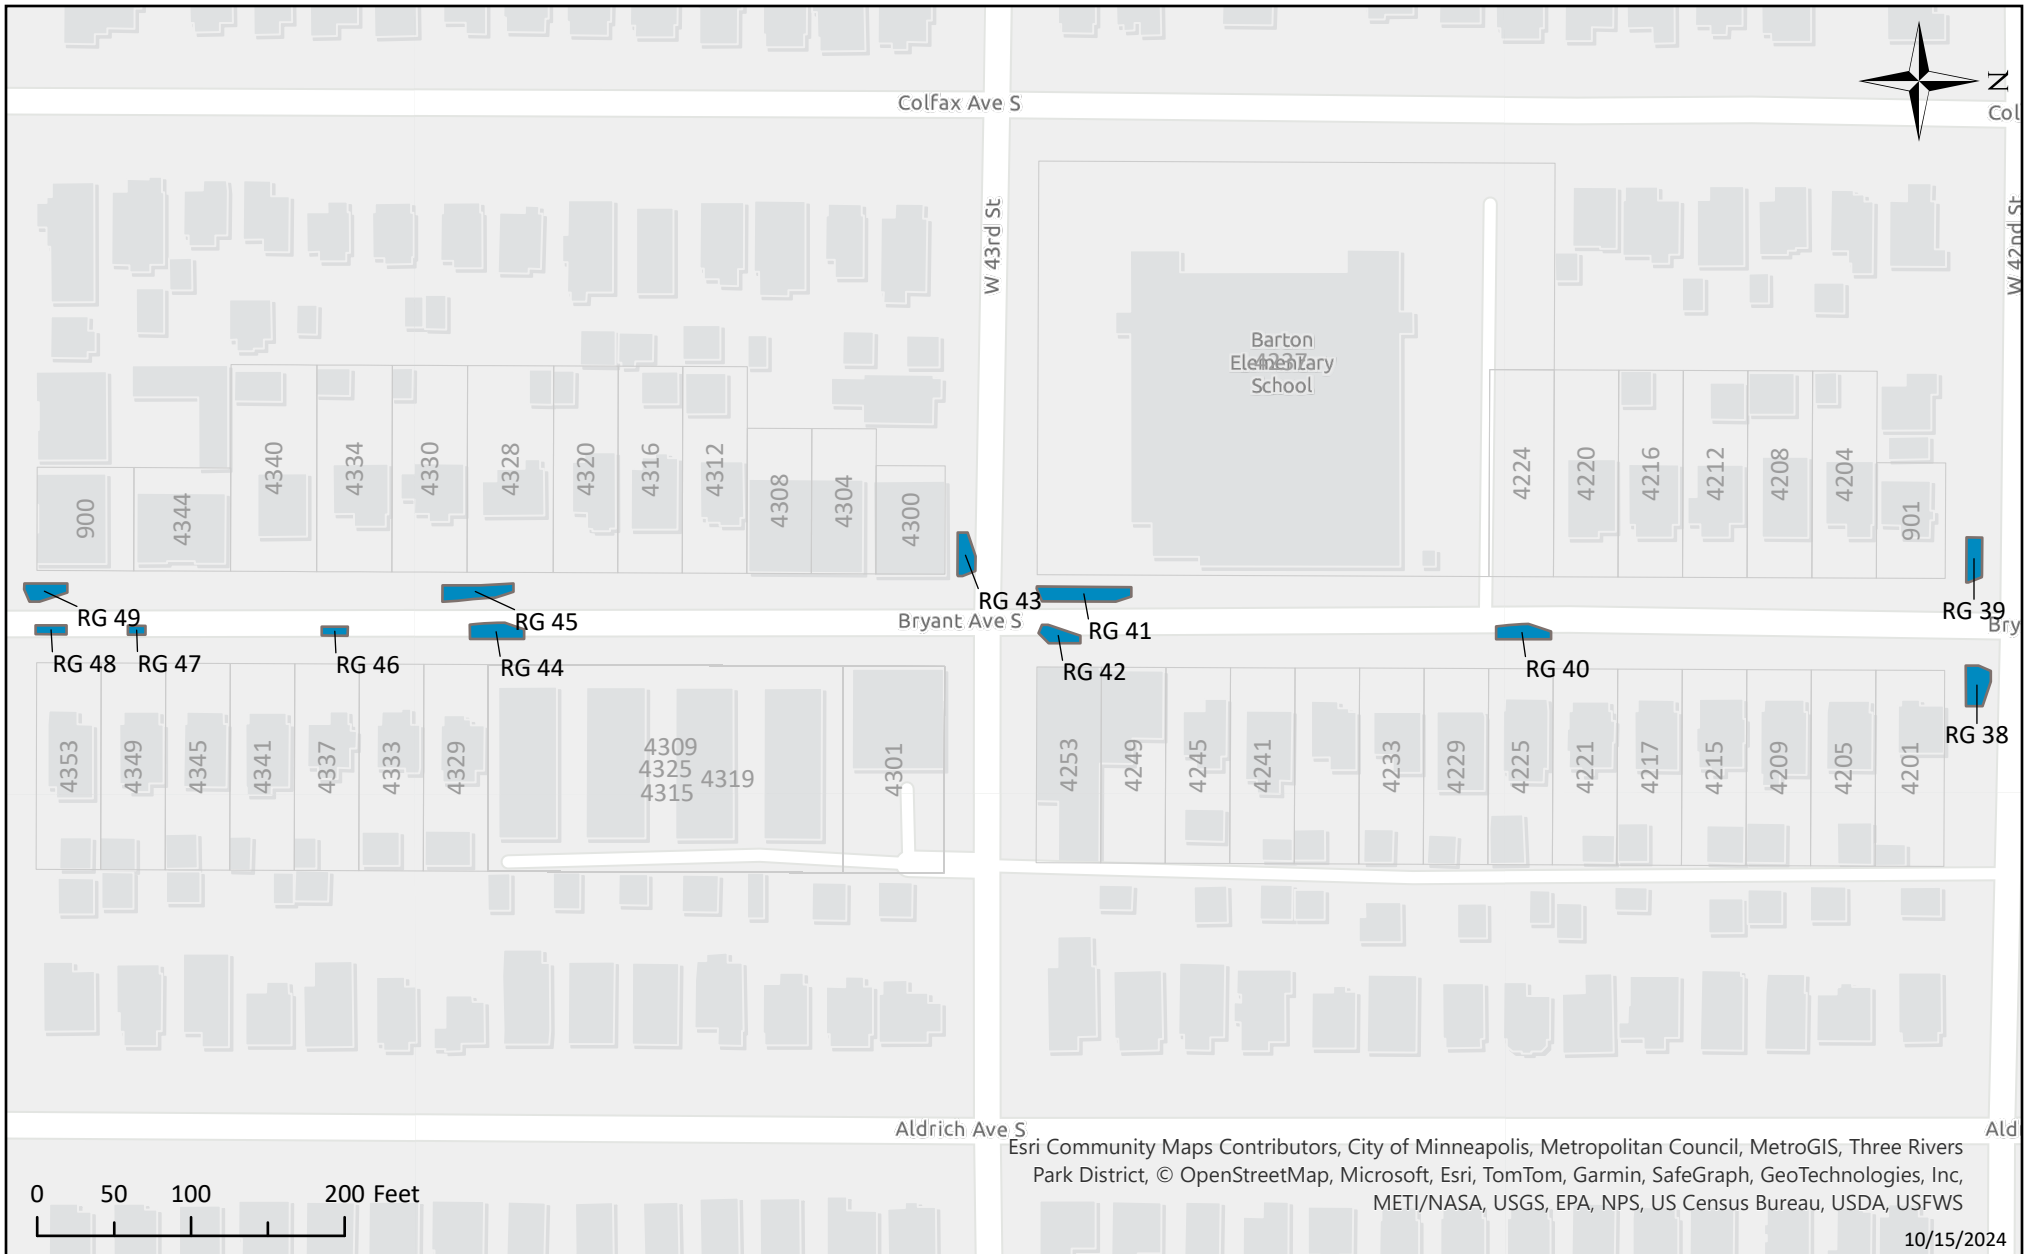 Colfax Ave S
N
Col
W 43rd St
W 42nd St
Barton
Elementary
School
4237
4340
4334
4330
4328
4320
4316
4312
4308
4304
4300
900
4344
4224
4220
4216
4212
4208
4204
901
RG 49
RG 45
RG 43
RG 41
RG 39
Bryant Ave S
Bry
RG 48
RG 47
RG 46
RG 44
RG 42
RG 40
RG 38
4353
4349
4345
4341
4337
4333
4329
4309
4325
4319
4315
4301
4253
4249
4245
4241
4233
4229
4225
4221
4217
4215
4209
4205
4201
Aldrich Ave S
Ald
Esri Community Maps Contributors, City of Minneapolis, Metropolitan Council, MetroGIS, Three Rivers
Park District, © OpenStreetMap, Microsoft, Esri, TomTom, Garmin, SafeGraph, GeoTechnologies, Inc,
METI/NASA, USGS, EPA, NPS, US Census Bureau, USDA, USFWS
0 50 100 200 Feet
10/15/2024